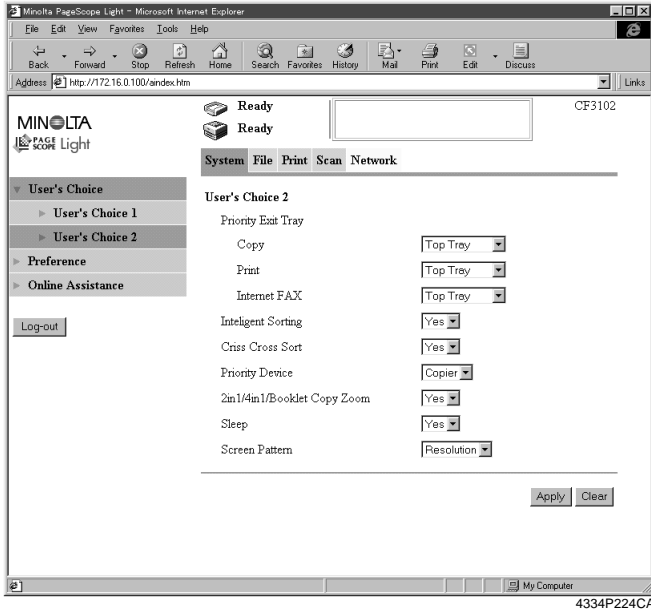 Minolta PageScope Light - Microsoft Internet Explorer
File Edit View Favorites Tools Help
Back Forward Stop Refresh Home Search Favorites History Mail Print Edit Discuss
Address http://172.16.0.100/aindex.htm Links
MINOLTA
PAGE SCOPE Light
Ready
Ready
CF3102
System File Print Scan Network
User's Choice
User's Choice 1
User's Choice 2
Preference
Online Assistance
Log-out
User's Choice 2
Priority Exit Tray
Copy Top Tray
Print Top Tray
Internet FAX Top Tray
Inteligent Sorting Yes
Criss Cross Sort Yes
Priority Device Copier
2in1/4in1/Booklet Copy Zoom Yes
Sleep Yes
Screen Pattern Resolution
Apply Clear
My Computer
4334P224CA